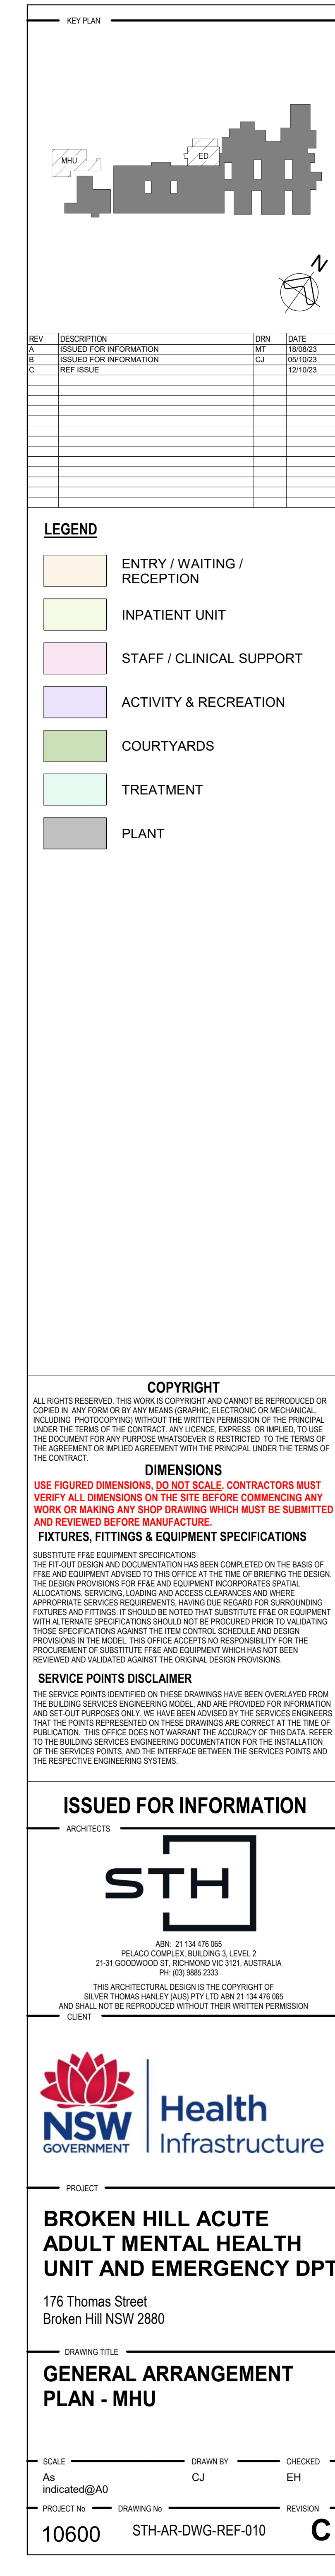 KEY PLAN
MHU
ED
N
REV DESCRIPTION DRN DATE
A ISSUED FOR INFORMATION MT 18/08/23
B ISSUED FOR INFORMATION CJ 05/10/23
C REF ISSUE 12/10/23
LEGEND
ENTRY / WAITING /
RECEPTION
INPATIENT UNIT
STAFF / CLINICAL SUPPORT
ACTIVITY & RECREATION
COURTYARDS
TREATMENT
PLANT
COPYRIGHT
ALL RIGHTS RESERVED. THIS WORK IS COPYRIGHT AND CANNOT BE REPRODUCED OR
COPIED IN ANY FORM OR BY ANY MEANS (GRAPHIC, ELECTRONIC OR MECHANICAL,
INCLUDING PHOTOCOPYING) WITHOUT THE WRITTEN PERMISSION OF THE PRINCIPAL
UNDER THE TERMS OF THE CONTRACT. ANY LICENCE, EXPRESS OR IMPLIED, TO USE
THE DOCUMENT FOR ANY PURPOSE WHATSOEVER IS RESTRICTED TO THE TERMS OF
THE AGREEMENT OR IMPLIED AGREEMENT WITH THE PRINCIPAL UNDER THE TERMS OF
THE CONTRACT.
DIMENSIONS
USE FIGURED DIMENSIONS, DO NOT SCALE. CONTRACTORS MUST
VERIFY ALL DIMENSIONS ON THE SITE BEFORE COMMENCING ANY
WORK OR MAKING ANY SHOP DRAWING WHICH MUST BE SUBMITTED
AND REVIEWED BEFORE MANUFACTURE.
FIXTURES, FITTINGS & EQUIPMENT SPECIFICATIONS
SUBSTITUTE FF&E EQUIPMENT SPECIFICATIONS
THE FIT-OUT DESIGN AND DOCUMENTATION HAS BEEN COMPLETED ON THE BASIS OF
FF&E AND EQUIPMENT ADVISED TO THIS OFFICE AT THE TIME OF BRIEFING THE DESIGN.
THE DESIGN PROVISIONS FOR FF&E AND EQUIPMENT INCORPORATES SPATIAL
ALLOCATIONS, SERVICING, LOADING AND ACCESS CLEARANCES AND WHERE
APPROPRIATE SERVICES REQUIREMENTS, HAVING DUE REGARD FOR SURROUNDING
FIXTURES AND FITTINGS. IT SHOULD BE NOTED THAT SUBSTITUTE FF&E OR EQUIPMENT
WITH ALTERNATE SPECIFICATIONS SHOULD NOT BE PROCURED PRIOR TO VALIDATING
THOSE SPECIFICATIONS AGAINST THE ITEM CONTROL SCHEDULE AND DESIGN
PROVISIONS IN THE MODEL. THIS OFFICE ACCEPTS NO RESPONSIBILITY FOR THE
PROCUREMENT OF SUBSTITUTE FF&E AND EQUIPMENT WHICH HAS NOT BEEN
REVIEWED AND VALIDATED AGAINST THE ORIGINAL DESIGN PROVISIONS.
SERVICE POINTS DISCLAIMER
THE SERVICE POINTS IDENTIFIED ON THESE DRAWINGS HAVE BEEN OVERLAYED FROM
THE BUILDING SERVICES ENGINEERING MODEL, AND ARE PROVIDED FOR INFORMATION
AND SET-OUT PURPOSES ONLY. WE HAVE BEEN ADVISED BY THE SERVICES ENGINEERS
THAT THE POINTS REPRESENTED ON THESE DRAWINGS ARE CORRECT AT THE TIME OF
PUBLICATION. THIS OFFICE DOES NOT WARRANT THE ACCURACY OF THIS DATA. REFER
TO THE BUILDING SERVICES ENGINEERING DOCUMENTATION FOR THE INSTALLATION
OF THE SERVICES POINTS, AND THE INTERFACE BETWEEN THE SERVICES POINTS AND
THE RESPECTIVE ENGINEERING SYSTEMS.
ISSUED FOR INFORMATION
ARCHITECTS
STH
ABN: 21 134 476 065
PELACO COMPLEX, BUILDING 3, LEVEL 2
21-31 GOODWOOD ST, RICHMOND VIC 3121, AUSTRALIA
PH: (03) 9885 2333
THIS ARCHITECTURAL DESIGN IS THE COPYRIGHT OF
SILVER THOMAS HANLEY (AUS) PTY LTD ABN 21 134 476 065
AND SHALL NOT BE REPRODUCED WITHOUT THEIR WRITTEN PERMISSION
CLIENT
NSW
GOVERNMENT
Health
Infrastructure
PROJECT
BROKEN HILL ACUTE
ADULT MENTAL HEALTH
UNIT AND EMERGENCY DPT
176 Thomas Street
Broken Hill NSW 2880
DRAWING TITLE
GENERAL ARRANGEMENT
PLAN - MHU
SCALE DRAWN BY CHECKED
As CJ EH
indicated@A0
PROJECT No DRAWING No REVISION
10600 STH-AR-DWG-REF-010 C